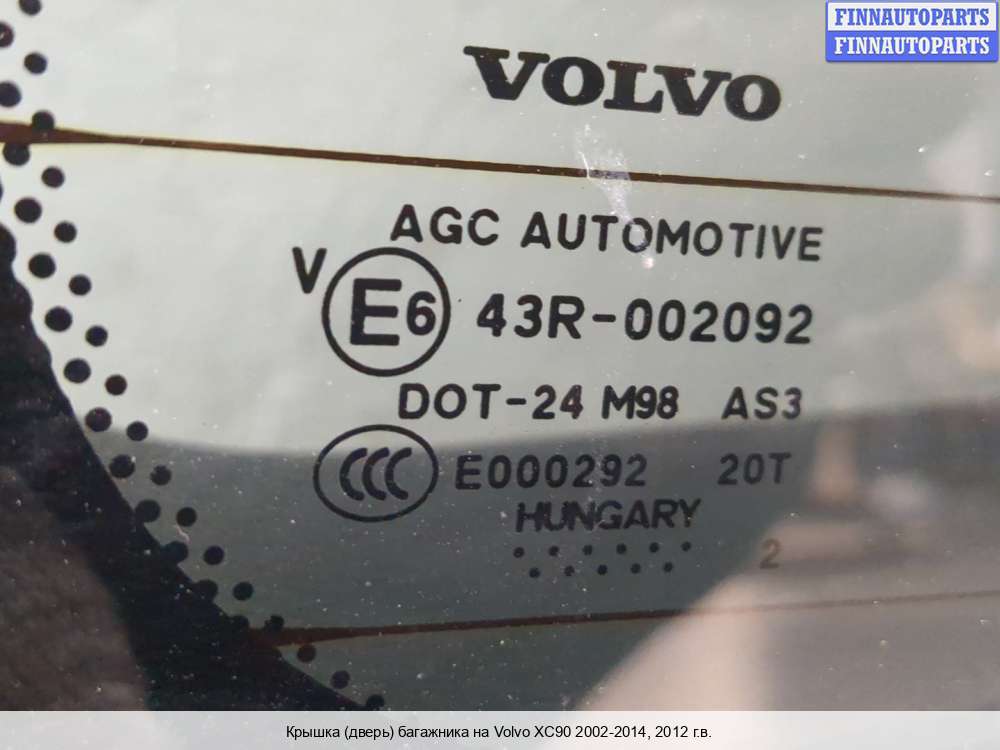 FINNAUTOPARTS
FINNAUTOPARTS
VOLVO
AGC AUTOMOTIVE
V E6 43R-002092
DOT-24 M98 AS3
CCC E000292 20T
HUNGARY
2
Крышка (дверь) багажника на Volvo XC90 2002-2014, 2012 г.в.